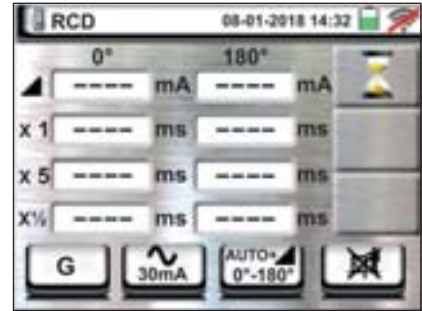 RCD 08-01-2018 14:32
0° 180°
---- mA ---- mA
x 1 ---- ms ---- ms
x 5 ---- ms ---- ms
X½ ---- ms ---- ms
G 30mA AUTO+ 0°-180°